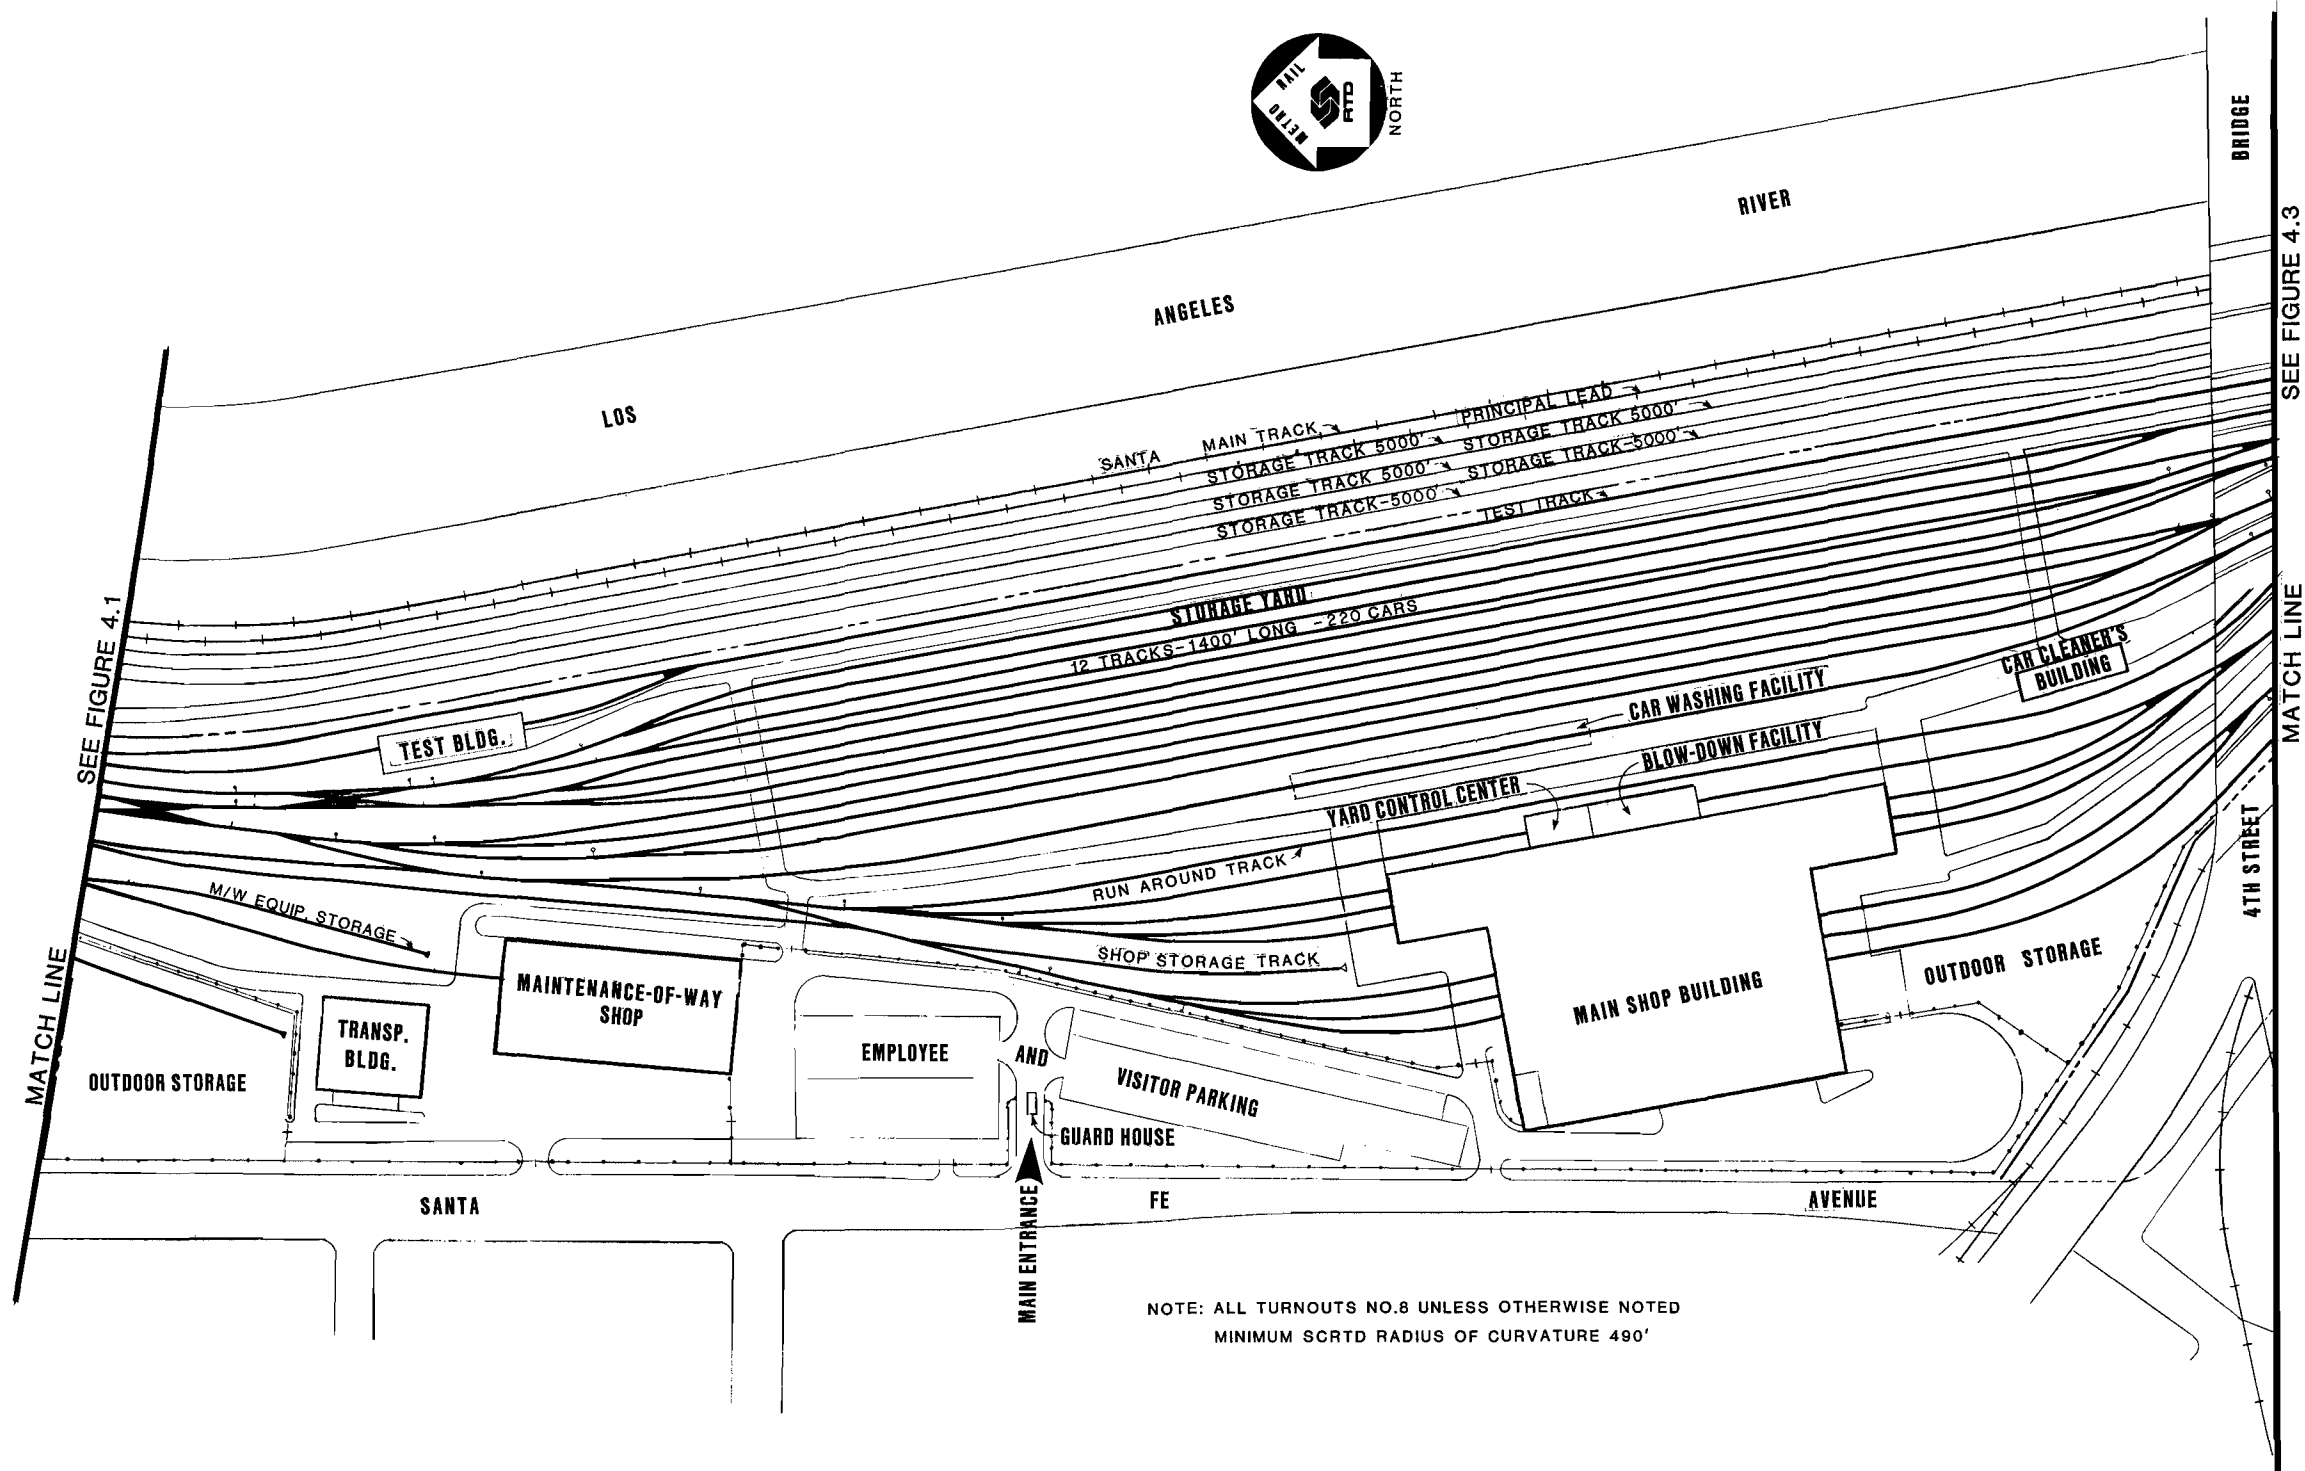 METRO RAIL
RTD
NORTH
BRIDGE
SEE FIGURE 4.3
MATCH LINE
4TH STREET
LOS ANGELES RIVER
SANTA
MAIN TRACK
PRINCIPAL LEAD
STORAGE TRACK 5000'
STORAGE TRACK 5000'
STORAGE TRACK 5000'
STORAGE TRACK-5000'
STORAGE TRACK-5000'
TEST TRACK
STORAGE YARD
12 TRACKS-1400' LONG -220 CARS
SEE FIGURE 4.1
MATCH LINE
TEST BLDG.
CAR CLEANER'S
BUILDING
CAR WASHING FACILITY
BLOW-DOWN FACILITY
YARD CONTROL CENTER
RUN AROUND TRACK
M/W EQUIP. STORAGE
SHOP STORAGE TRACK
MAINTENANCE-OF-WAY
SHOP
TRANSP.
BLDG.
OUTDOOR STORAGE
EMPLOYEE AND VISITOR PARKING
GUARD HOUSE
MAIN SHOP BUILDING
OUTDOOR STORAGE
SANTA FE AVENUE
MAIN ENTRANCE
NOTE: ALL TURNOUTS NO.8 UNLESS OTHERWISE NOTED
MINIMUM SCRTD RADIUS OF CURVATURE 490'